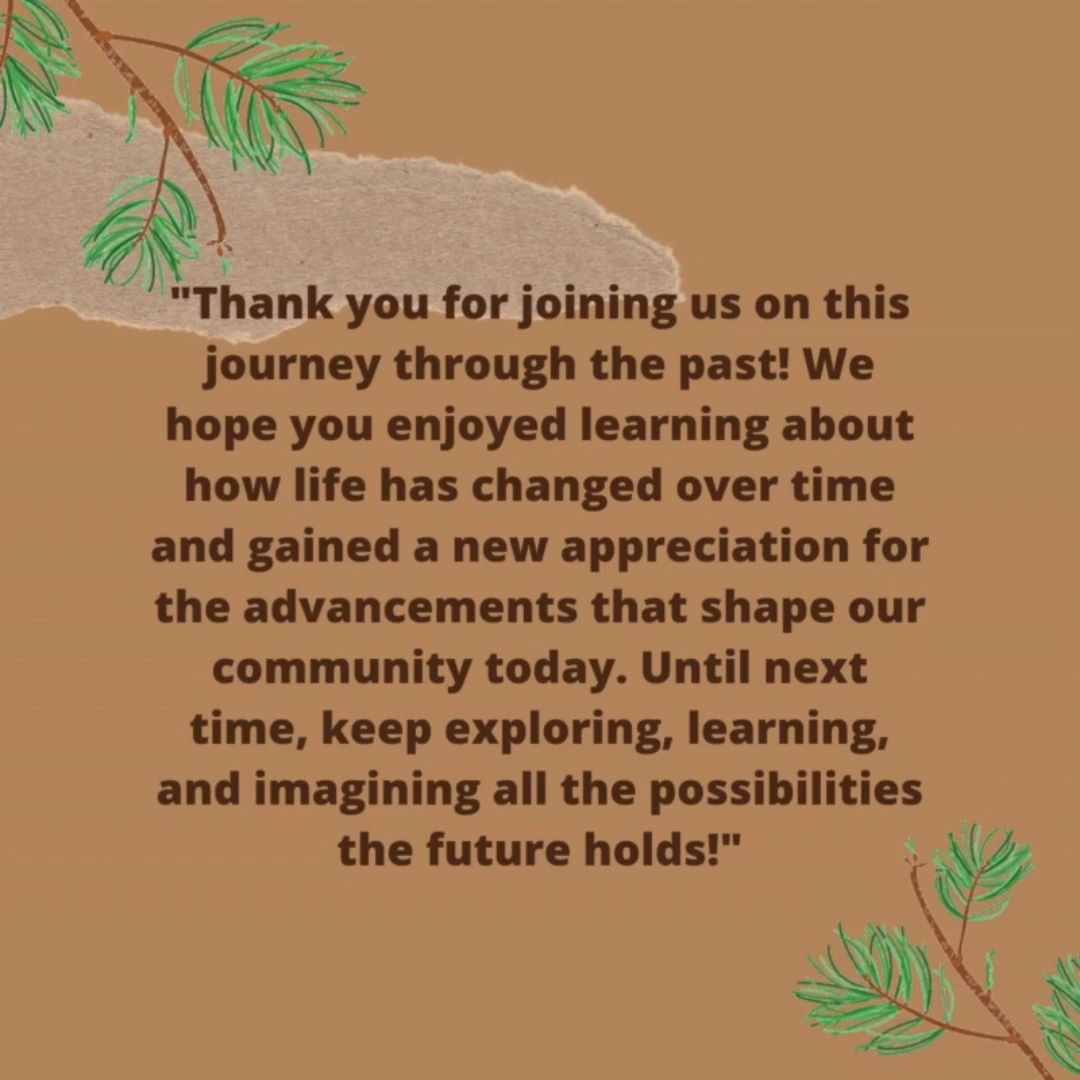 "Thank you for joining us on this
journey through the past! We
hope you enjoyed learning about
how life has changed over time
and gained a new appreciation for
the advancements that shape our
community today. Until next
time, keep exploring, learning,
and imagining all the possibilities
the future holds!"